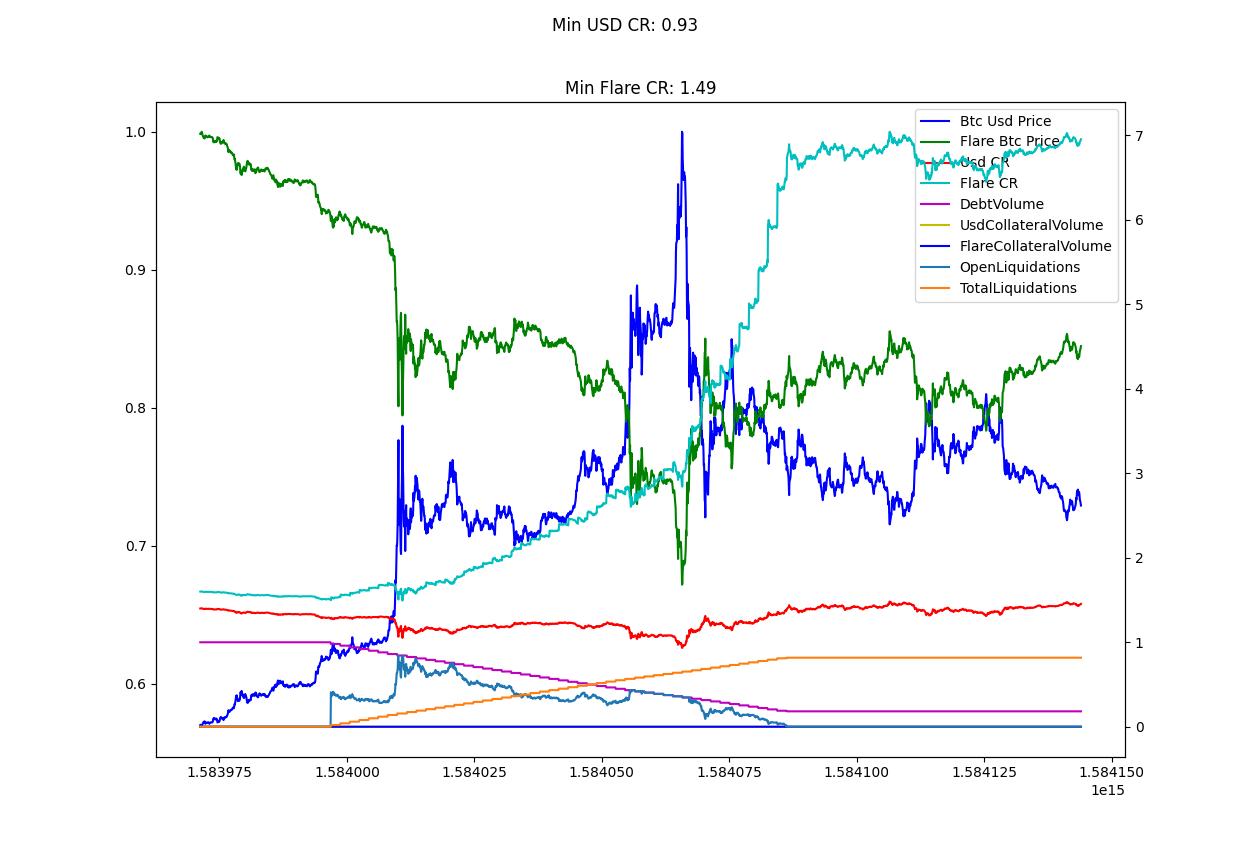 Min USD CR: 0.93
Min Flare CR: 1.49
1.0
0.9
0.8
0.7
0.6
7
6
5
4
3
2
1
0
Btc Usd Price
Flare Btc Price
Usd CR
Flare CR
DebtVolume
UsdCollateralVolume
FlareCollateralVolume
OpenLiquidations
TotalLiquidations
1.583975 1.584000 1.584025 1.584050 1.584075 1.584100 1.584125 1.584150
1e15